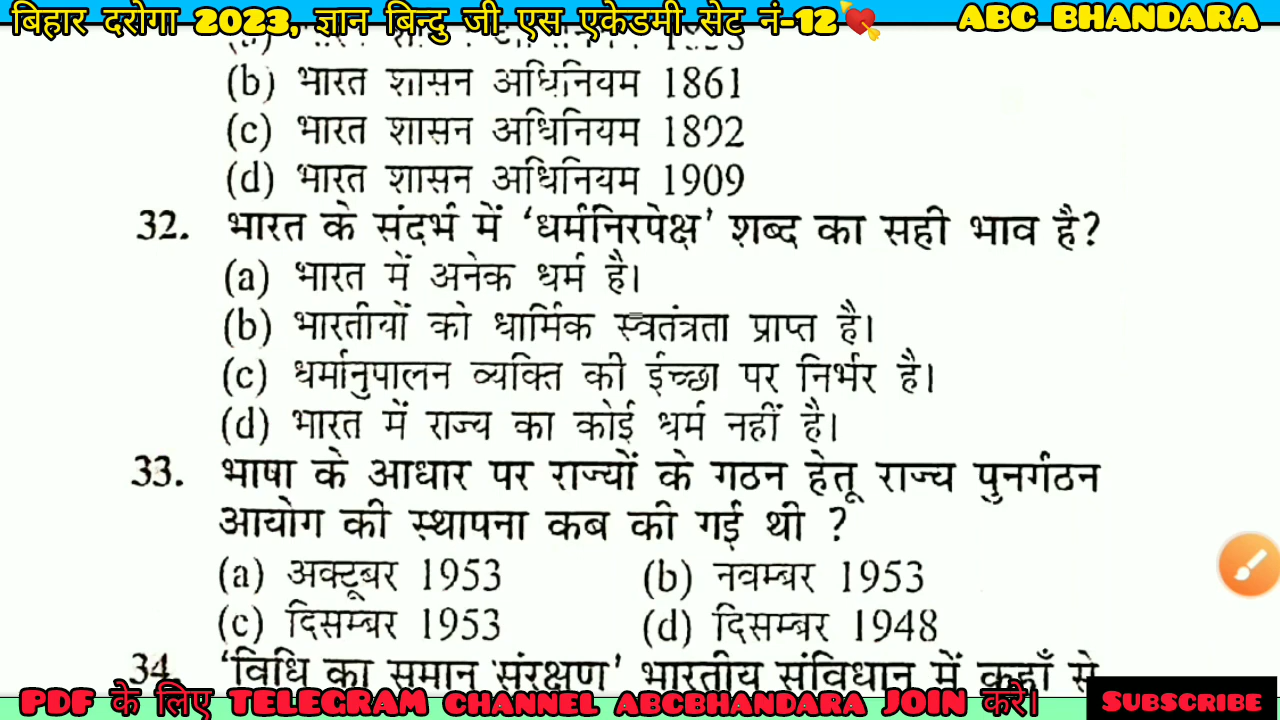 बिहार दरोगा 2023, ज्ञान बिन्दु जी एस एकेडमी सेट नं-12
ABC BHANDARA
(b) भारत शासन अधिनियम 1861
(c) भारत शासन अधिनियम 1892
(d) भारत शासन अधिनियम 1909
32. भारत के संदर्भ में ‘धर्मनिरपेक्ष’ शब्द का सही भाव है?
(a) भारत में अनेक धर्म है।
(b) भारतीयों को धार्मिक स्वतंत्रता प्राप्त है।
(c) धर्मानुपालन व्यक्ति की ईच्छा पर निर्भर है।
(d) भारत में राज्य का कोई धर्म नहीं है।
33. भाषा के आधार पर राज्यों के गठन हेतू राज्य पुनर्गठन
आयोग की स्थापना कब की गई थी ?
(a) अक्टूबर 1953 (b) नवम्बर 1953
(c) दिसम्बर 1953 (d) दिसम्बर 1948
34 ‘विधि का समान संरक्षण’ भारतीय संविधान में कहाँ से
PDF के लिए TELEGRAM CHANNEL ABCBHANDARA JOIN करें।
SUBSCRIBE